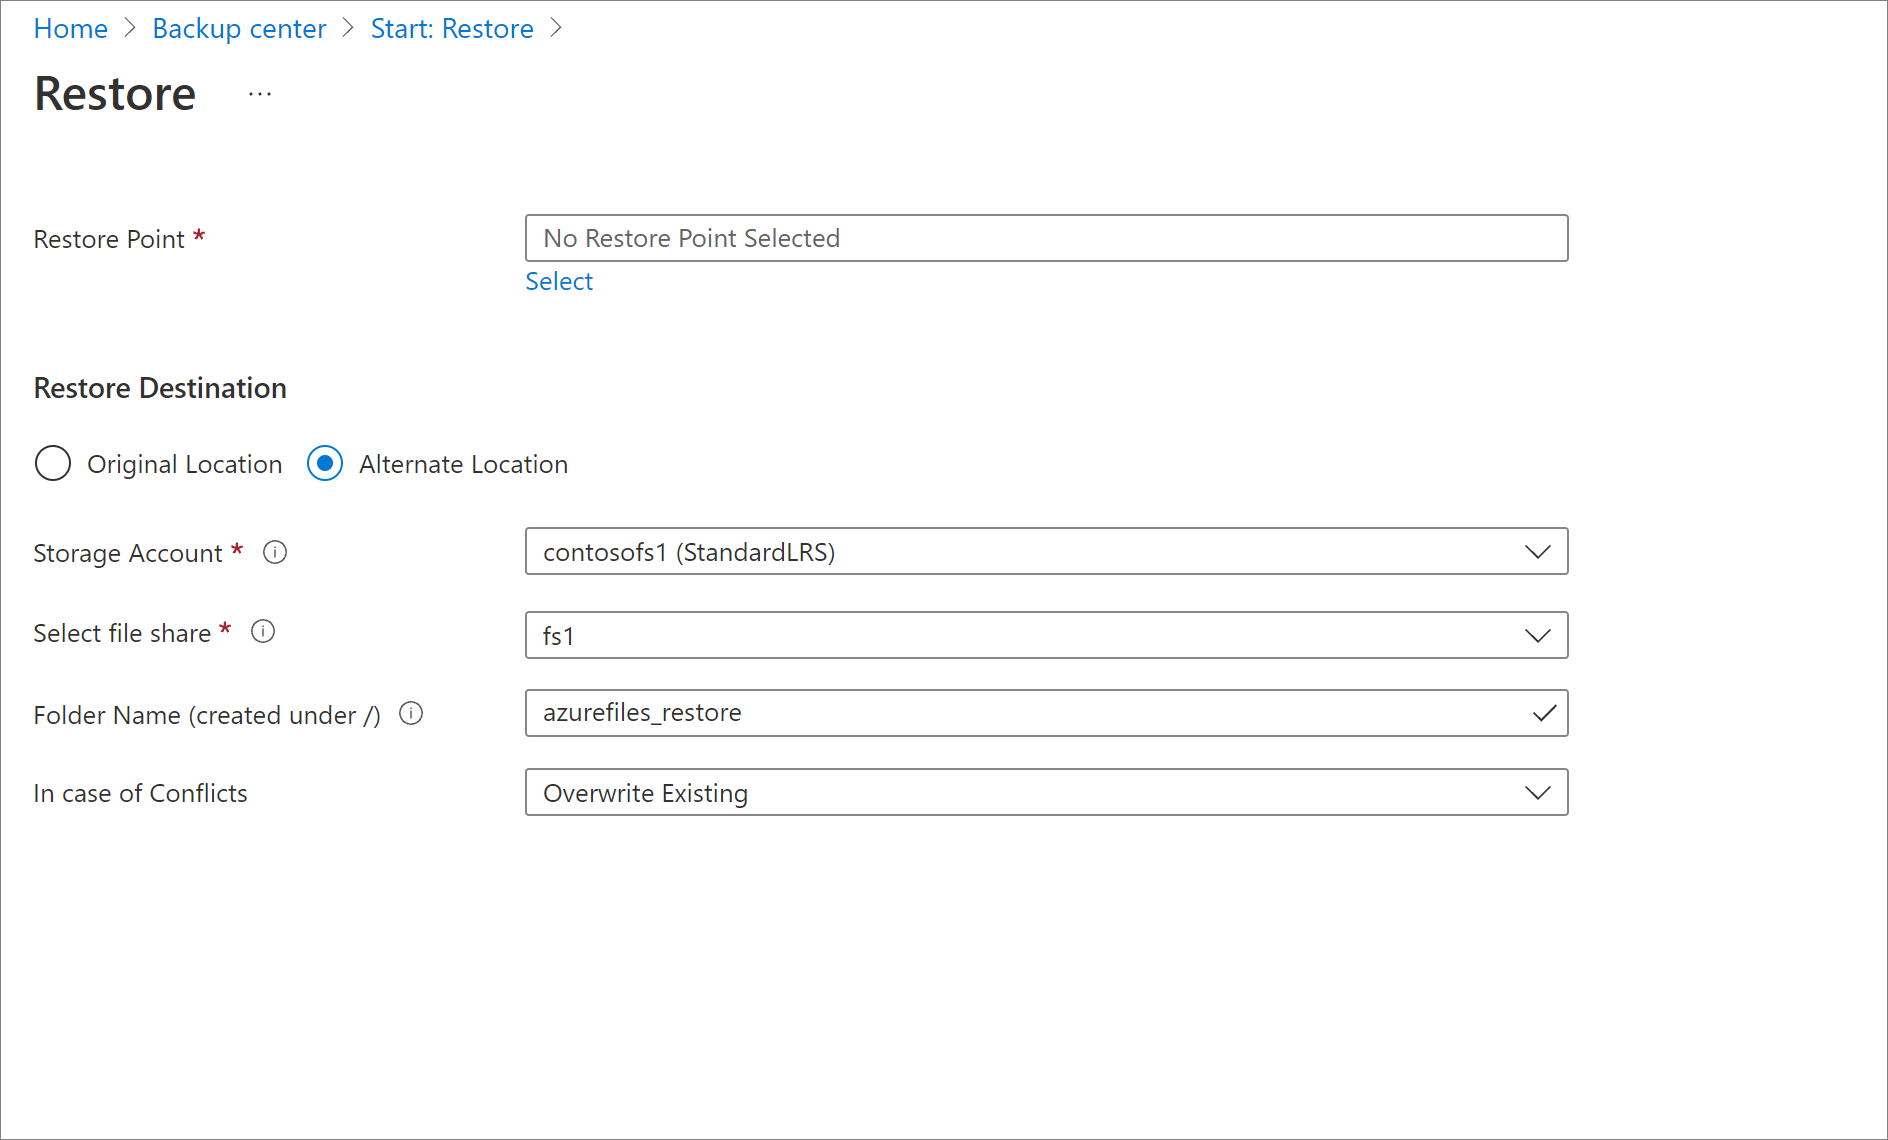 Home > Backup center > Start: Restore >
Restore ...
Restore Point * No Restore Point Selected
Select
Restore Destination
Original Location Alternate Location
Storage Account * contosofs1 (StandardLRS)
Select file share * fs1
Folder Name (created under /) azurefiles_restore
In case of Conflicts Overwrite Existing